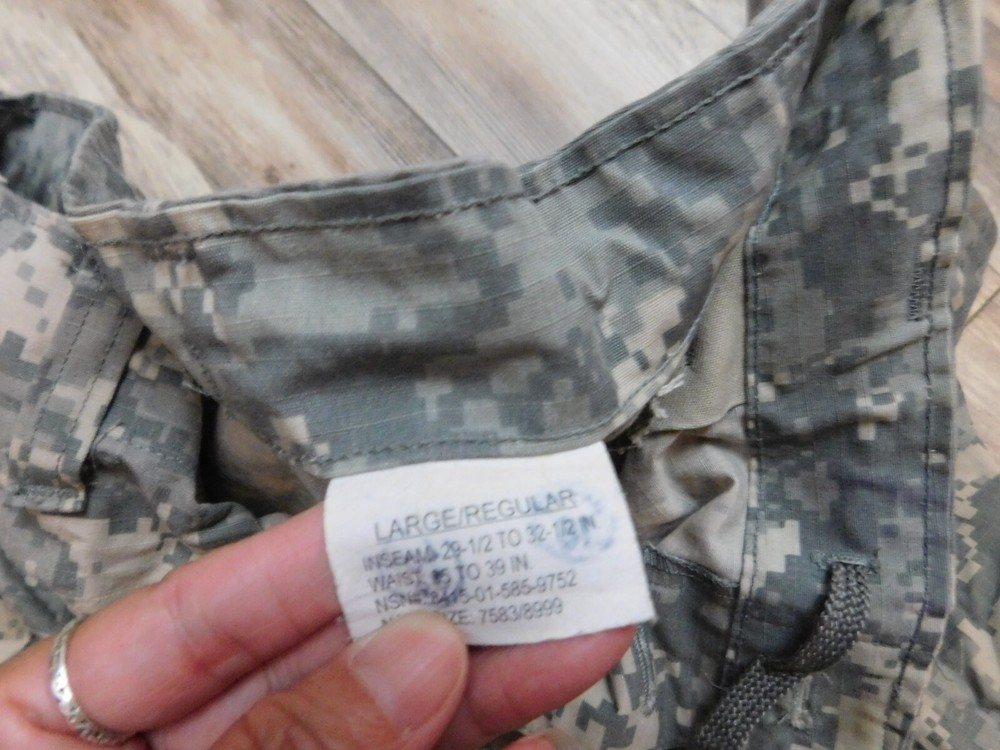 LARGE/REGULAR
INSEAM: 29-1/2 TO 32-1/2 IN.
WAIST: TO 39 IN.
NSN: 8415-01-585-9752
7583/8999